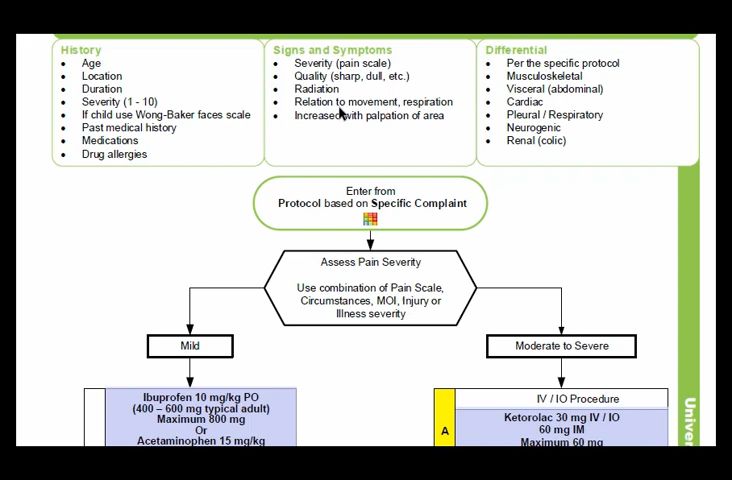 History
Age
Location
Duration
Severity (1 - 10)
If child use Wong-Baker faces scale
Past medical history
Medications
Drug allergies
Signs and Symptoms
Severity (pain scale)
Quality (sharp, dull, etc.)
Radiation
Relation to movement, respiration
Increased with palpation of area
Differential
Per the specific protocol
Musculoskeletal
Visceral (abdominal)
Cardiac
Pleural / Respiratory
Neurogenic
Renal (colic)
Enter from
Protocol based on Specific Complaint
Assess Pain Severity
Use combination of Pain Scale,
Circumstances, MOI, Injury or
Illness severity
Mild
Moderate to Severe
Ibuprofen 10 mg/kg PO
(400 – 600 mg typical adult)
Maximum 800 mg
Or
Acetaminophen 15 mg/kg
IV / IO Procedure
A
Ketorolac 30 mg IV / IO
60 mg IM
Maximum 60 mg